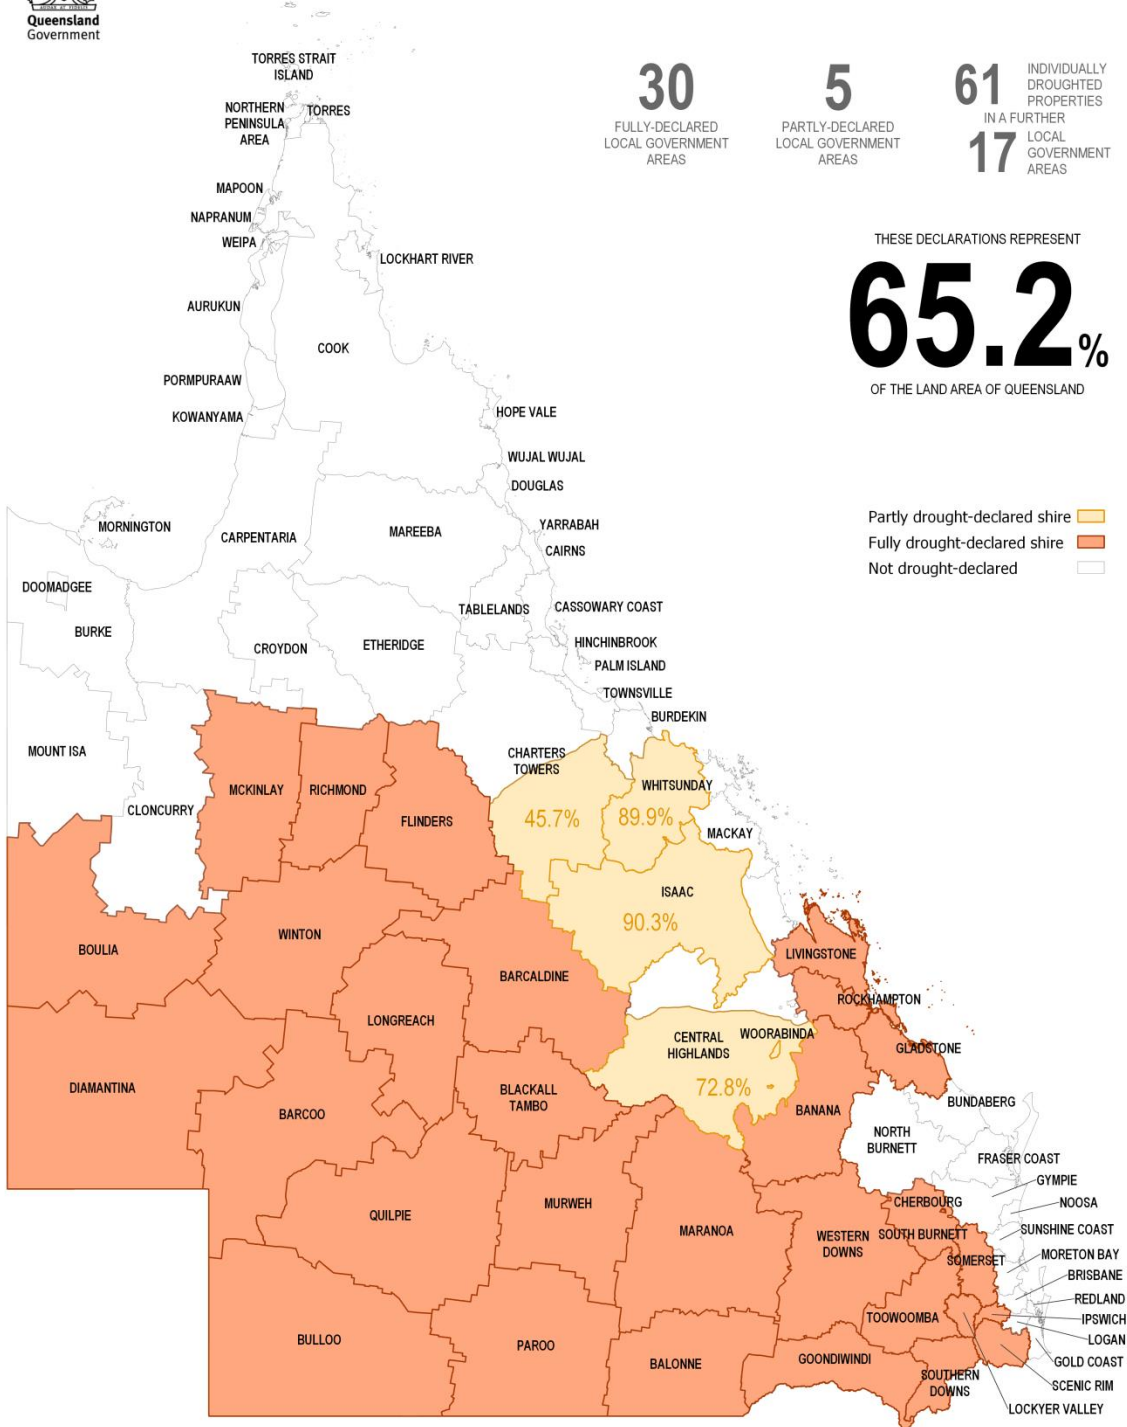 AUDAX AT FIDELIS
Queensland
Government
30
FULLY-DECLARED
LOCAL GOVERNMENT
AREAS
5
PARTLY-DECLARED
LOCAL GOVERNMENT
AREAS
61
INDIVIDUALLY
DROUGHTED
PROPERTIES
IN A FURTHER
17
LOCAL
GOVERNMENT
AREAS
THESE DECLARATIONS REPRESENT
65.2%
OF THE LAND AREA OF QUEENSLAND
Partly drought-declared shire
Fully drought-declared shire
Not drought-declared
TORRES STRAIT
ISLAND
NORTHERN
PENINSULA
AREA
TORRES
MAPOON
NAPRANUM
WEIPA
LOCKHART RIVER
AURUKUN
COOK
PORMPURAAW
KOWANYAMA
HOPE VALE
WUJAL WUJAL
DOUGLAS
MORNINGTON
CARPENTARIA
MAREEBA
YARRABAH
CAIRNS
DOOMADGEE
BURKE
TABLELANDS
CASSOWARY COAST
CROYDON
ETHERIDGE
HINCHINBROOK
PALM ISLAND
TOWNSVILLE
BURDEKIN
MOUNT ISA
CLONCURRY
MCKINLAY
RICHMOND
FLINDERS
CHARTERS
TOWERS
45.7%
WHITSUNDAY
89.9%
MACKAY
ISAAC
90.3%
BOULIA
WINTON
BARCALDINE
LIVINGSTONE
ROCKHAMPTON
LONGREACH
CENTRAL
HIGHLANDS
72.8%
WOORABINDA
GLADSTONE
DIAMANTINA
BARCOO
BLACKALL
TAMBO
BANANA
BUNDABERG
NORTH
BURNETT
FRASER COAST
GYMPIE
NOOSA
CHERBOURG
QUILPIE
MURWEH
MARANOA
WESTERN
DOWNS
SOUTH BURNETT
SUNSHINE COAST
SOMERSET
MORETON BAY
BRISBANE
REDLAND
IPSWICH
TOOWOOMBA
LOGAN
BULLOO
PAROO
BALONNE
GOONDIWINDI
GOLD COAST
SOUTHERN
DOWNS
SCENIC RIM
LOCKYER VALLEY